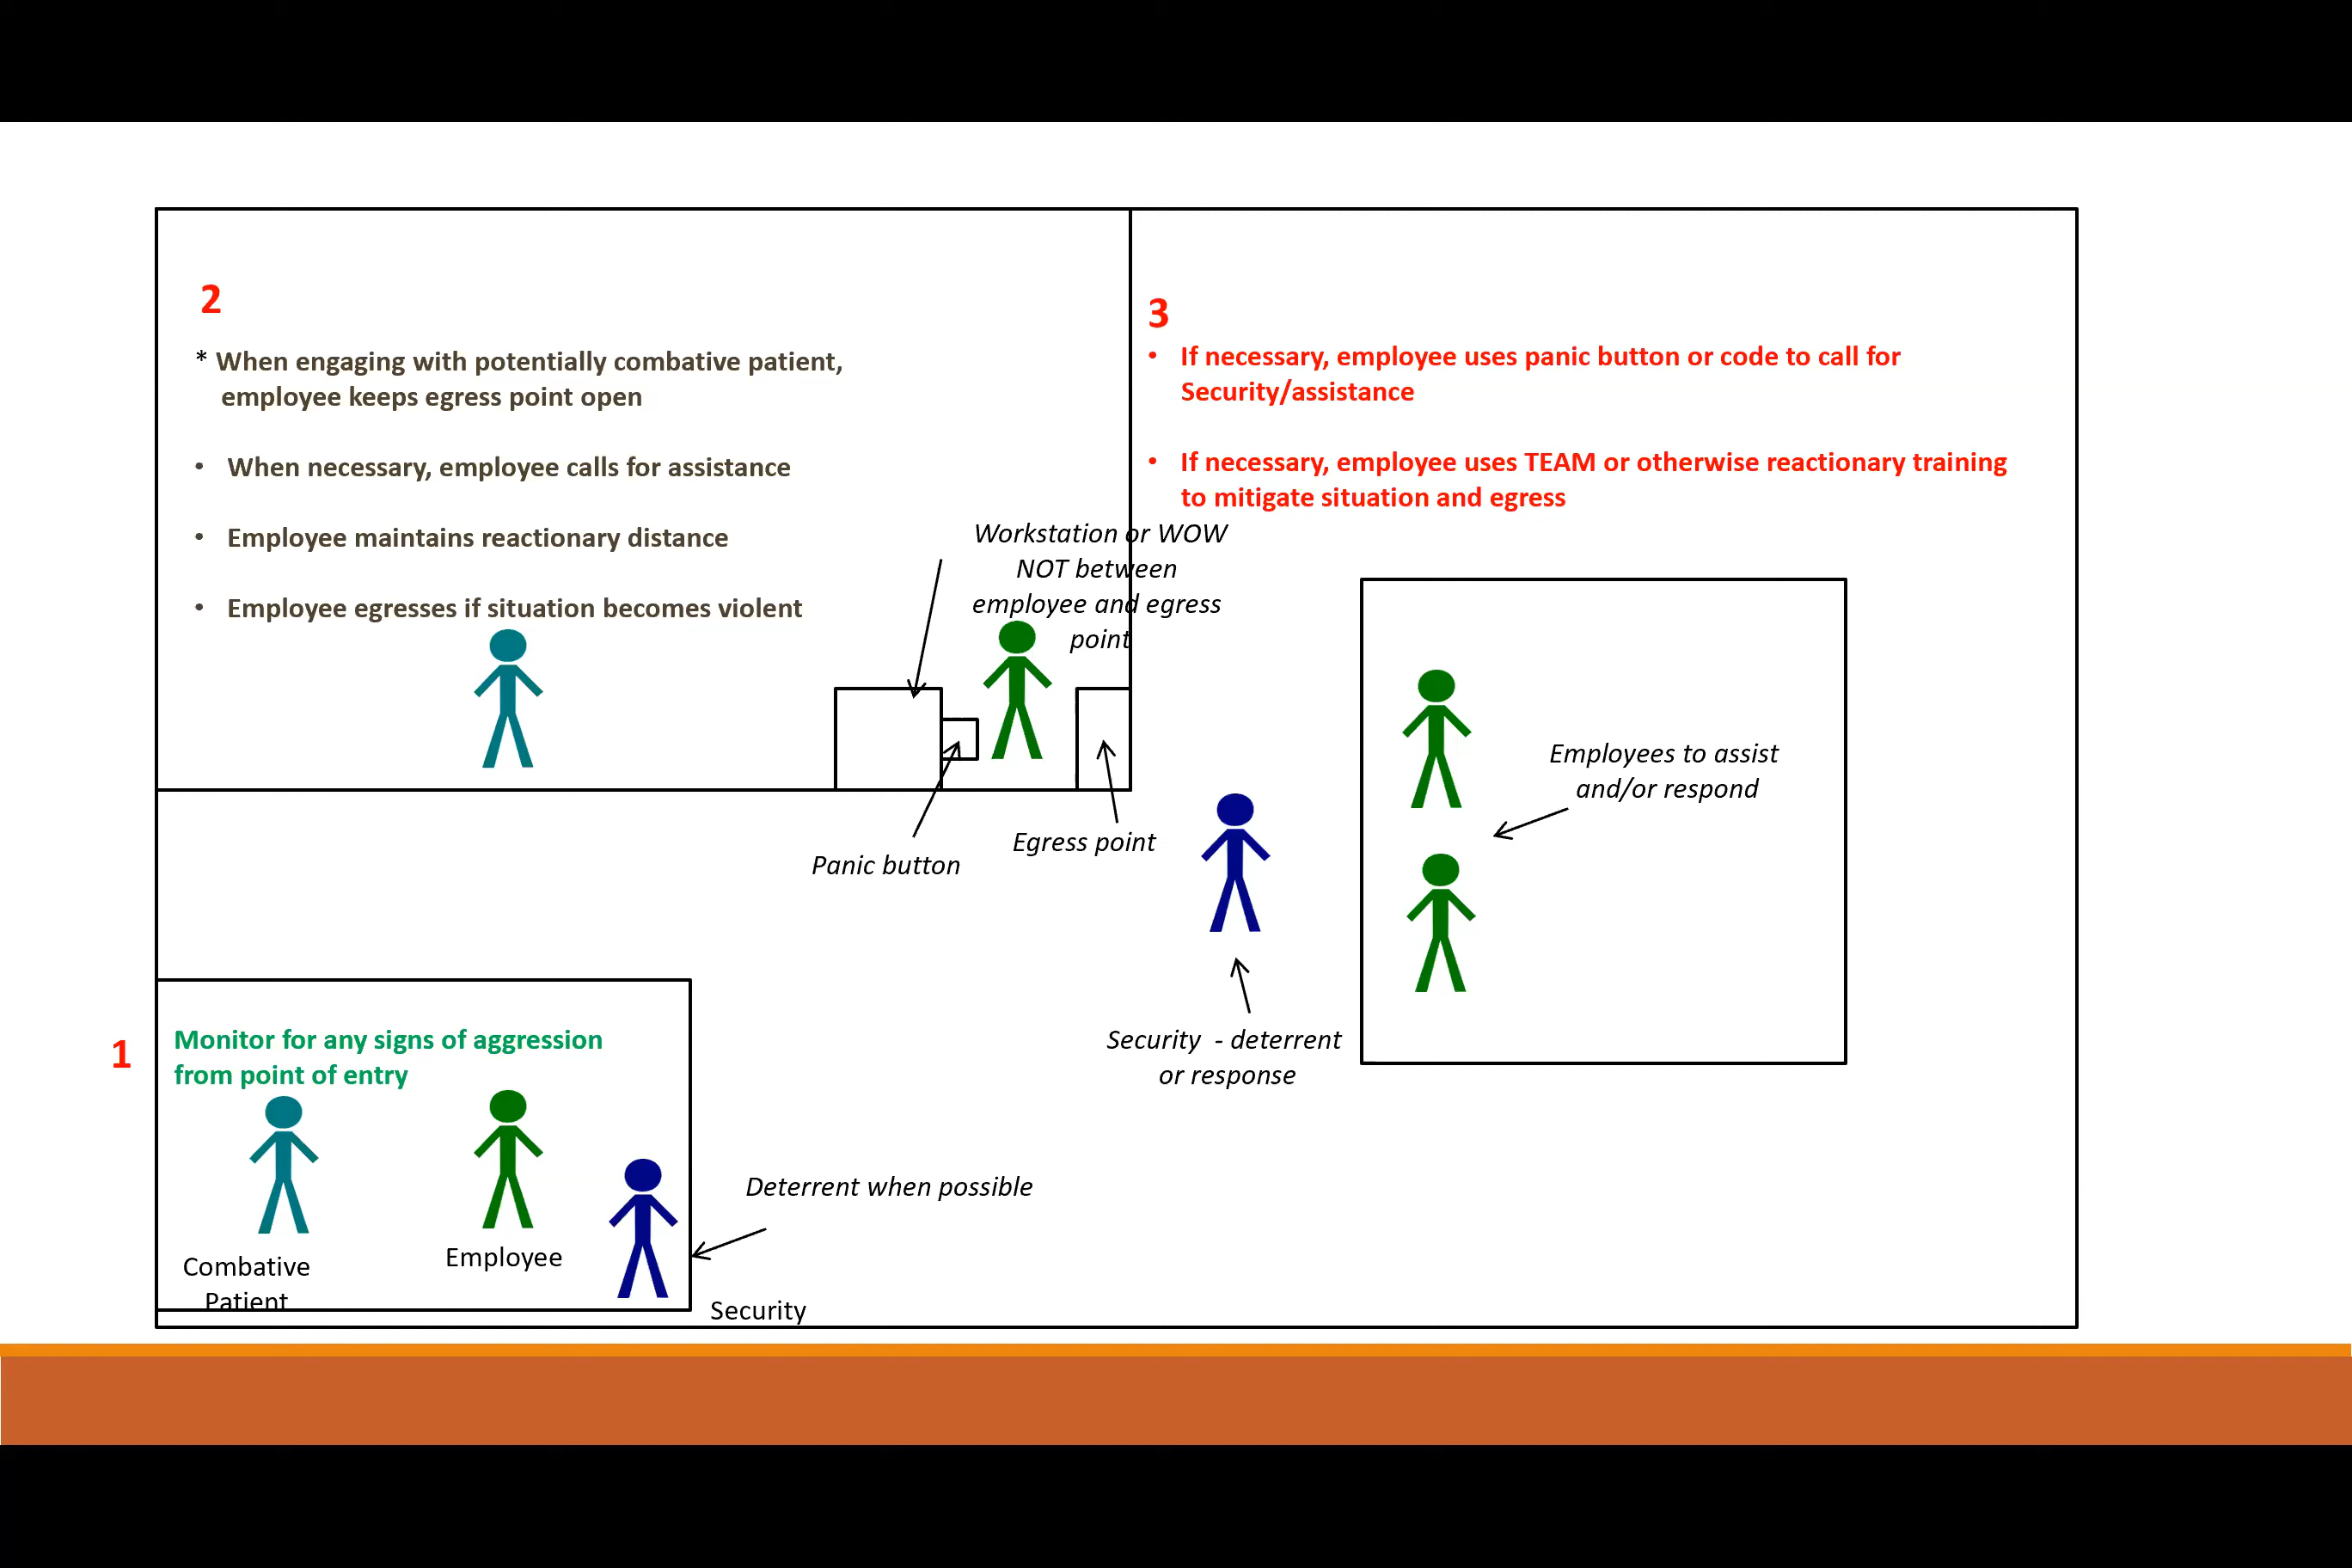 2
* When engaging with potentially combative patient,
employee keeps egress point open
• When necessary, employee calls for assistance
• Employee maintains reactionary distance
• Employee egresses if situation becomes violent
3
• If necessary, employee uses panic button or code to call for
Security/assistance
• If necessary, employee uses TEAM or otherwise reactionary training
to mitigate situation and egress
Workstation or WOW
NOT between
employee and egress
point
Panic button
Egress point
Employees to assist
and/or respond
Security - deterrent
or response
1
Monitor for any signs of aggression
from point of entry
Combative
Patient
Employee
Deterrent when possible
Security